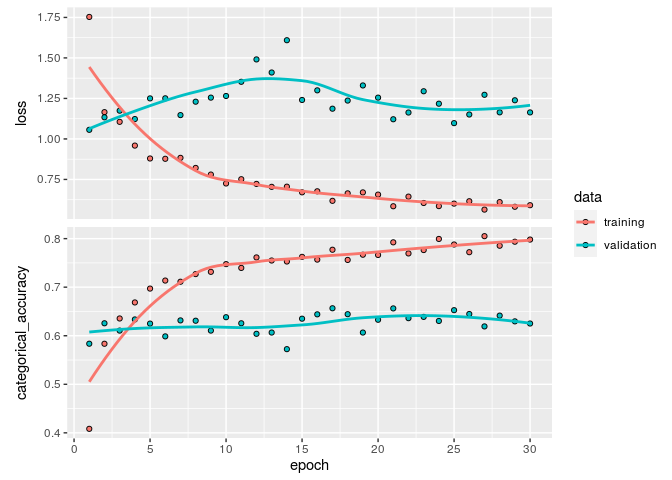 1.75
1.50
1.25
1.00
0.75
loss
0.8
0.7
0.6
0.5
0.4
categorical_accuracy
0 5 10 15 20 25 30
epoch
data
training
validation